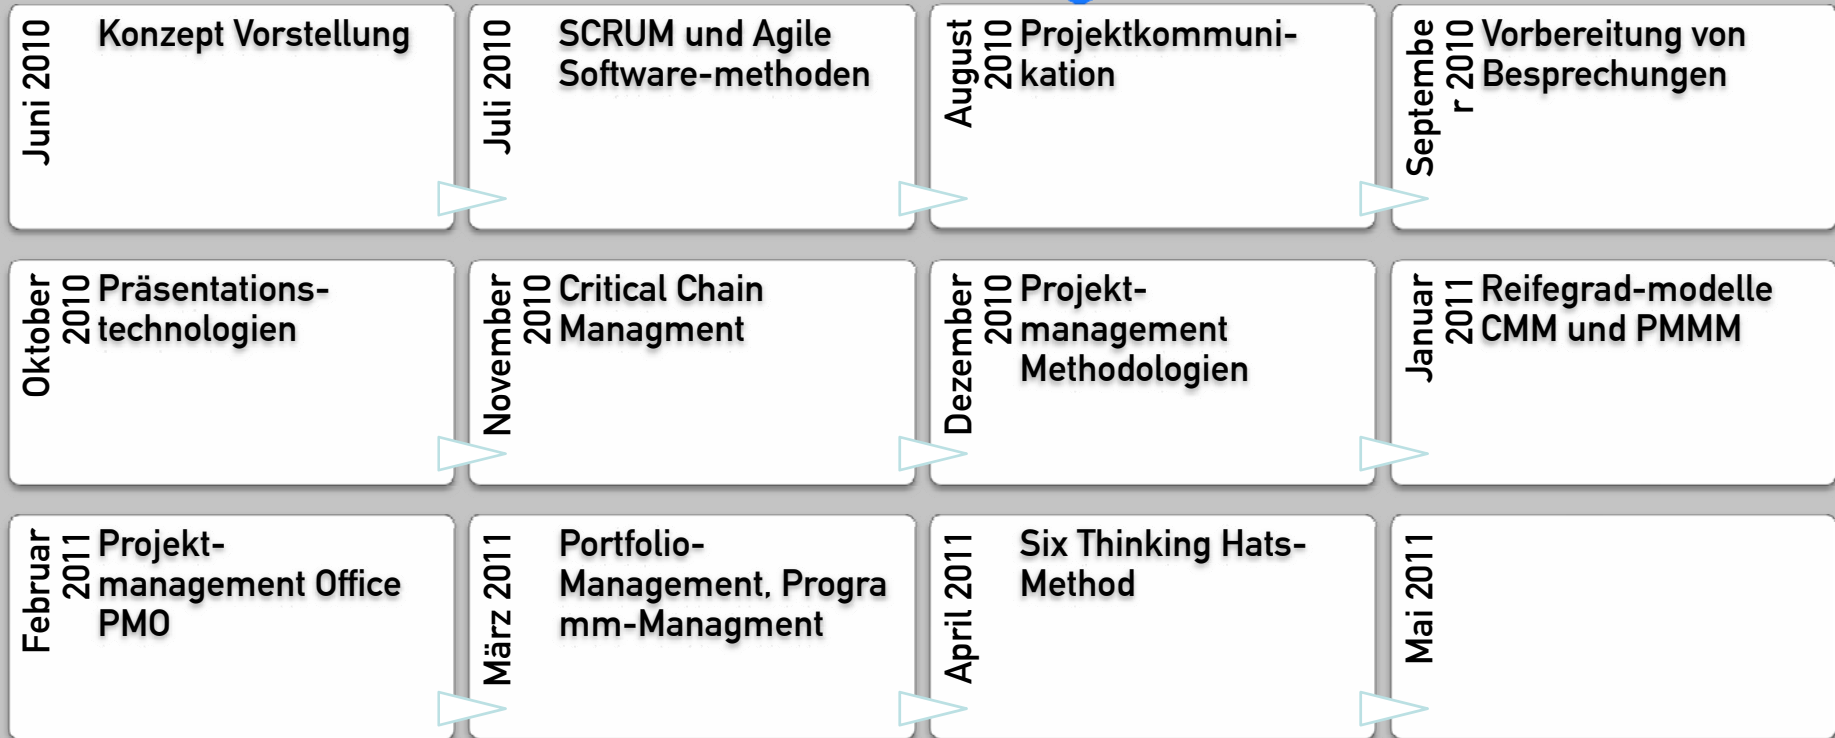 Juni 2010
Konzept Vorstellung
Juli 2010
SCRUM und Agile
Software-methoden
August
2010
Projektkommuni-
kation
Septembe
r 2010
Vorbereitung von
Besprechungen
Oktober
2010
Präsentations-
technologien
November
2010
Critical Chain
Managment
Dezember
2010
Projekt-
management
Methodologien
Januar
2011
Reifegrad-modelle
CMM und PMMM
Februar
2011
Projekt-
management Office
PMO
März 2011
Portfolio-
Management, Progra
mm-Managment
April 2011
Six Thinking Hats-
Method
Mai 2011